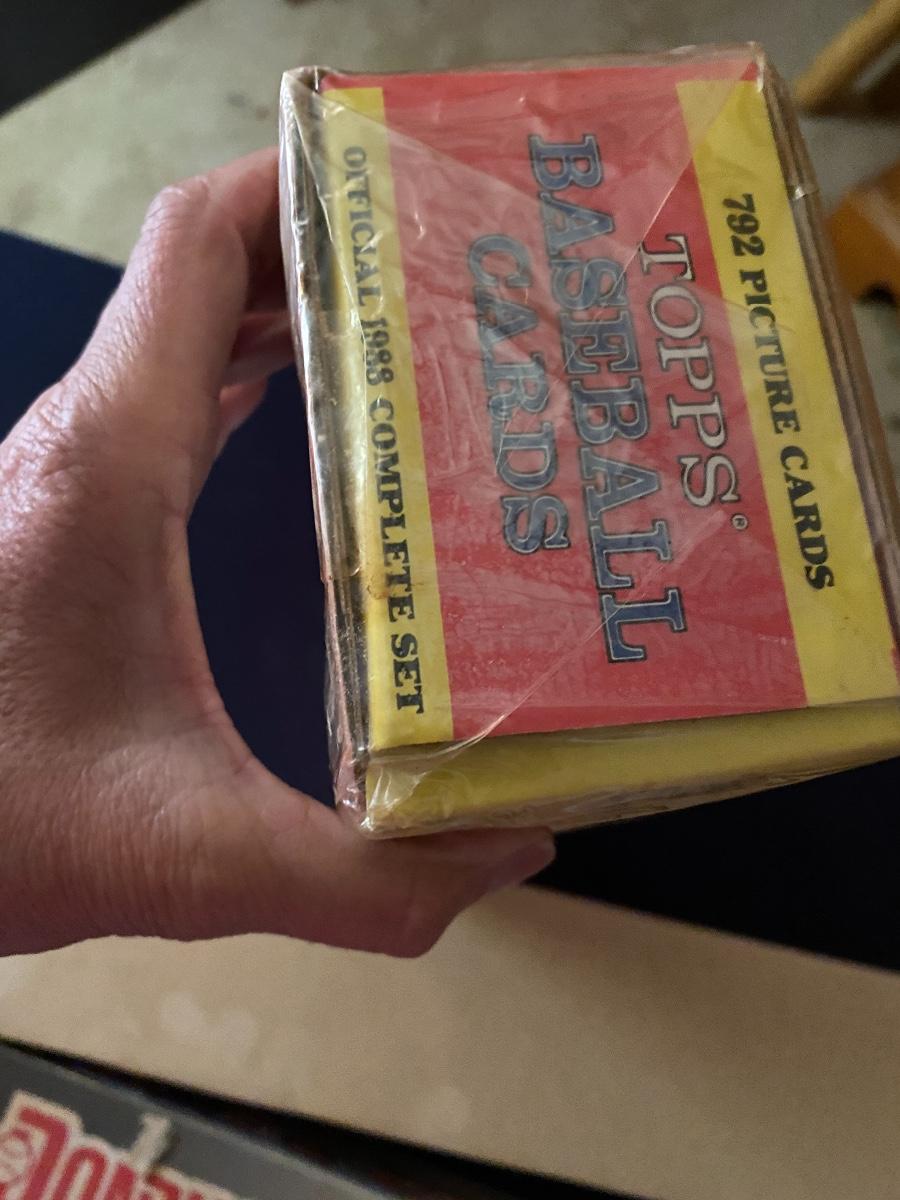 792 PICTURE CARDS
TOPPS®
BASEBALL
CARDS
OFFICIAL 1988 COMPLETE SET